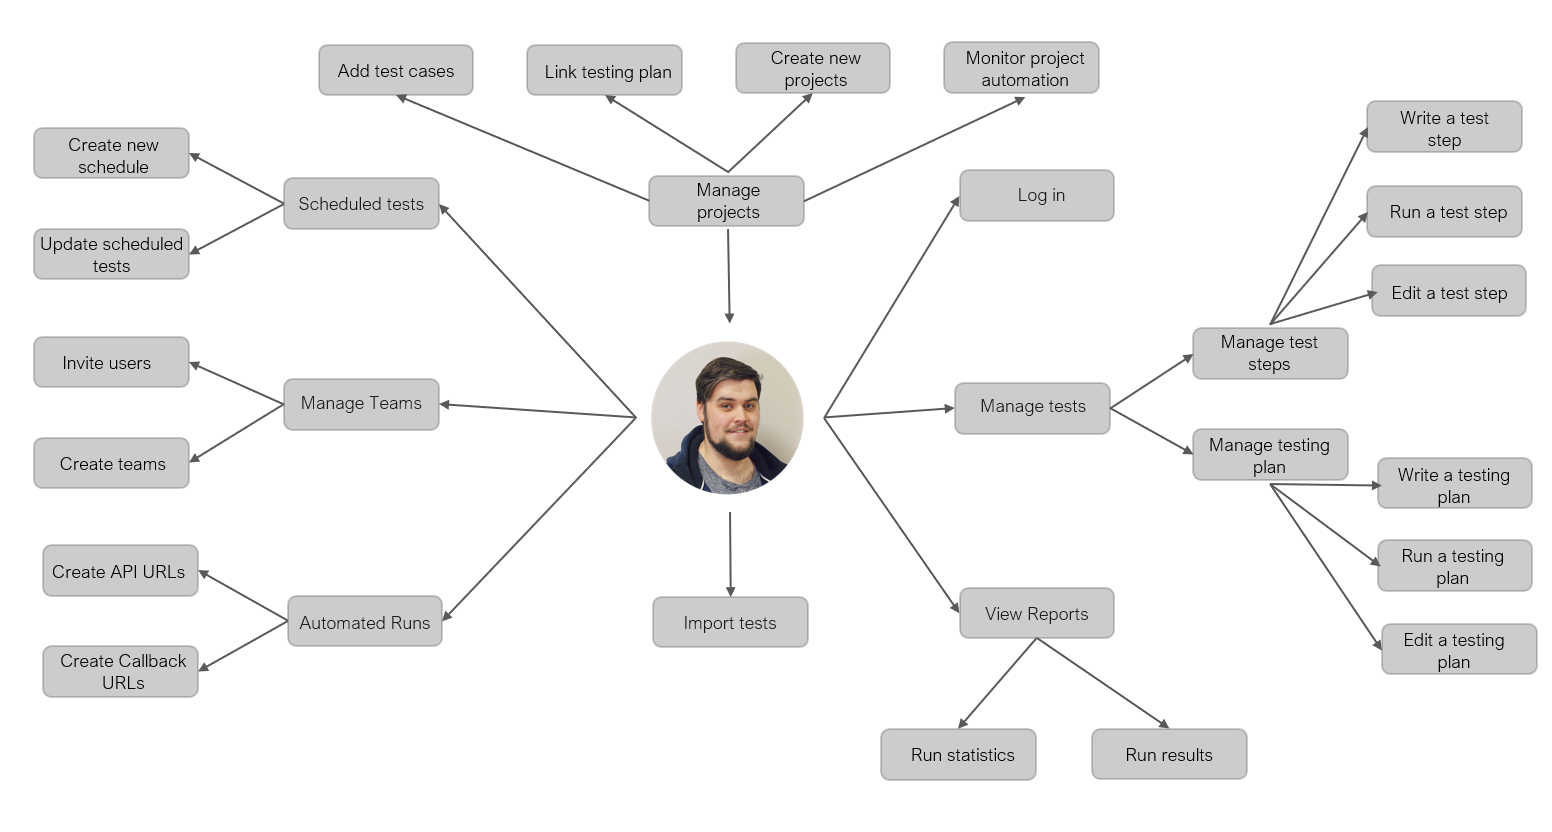 Add test cases
Link testing plan
Create new
projects
Monitor project
automation
Write a test
step
Create new
schedule
Manage
projects
Log in
Scheduled tests
Run a test step
Update scheduled
tests
Edit a test step
Manage test
steps
Invite users
Manage Teams
Manage tests
Manage testing
plan
Create teams
Write a testing
plan
Create API URLs
Run a testing
plan
Automated Runs
Import tests
View Reports
Create Callback
URLs
Edit a testing
plan
Run statistics
Run results